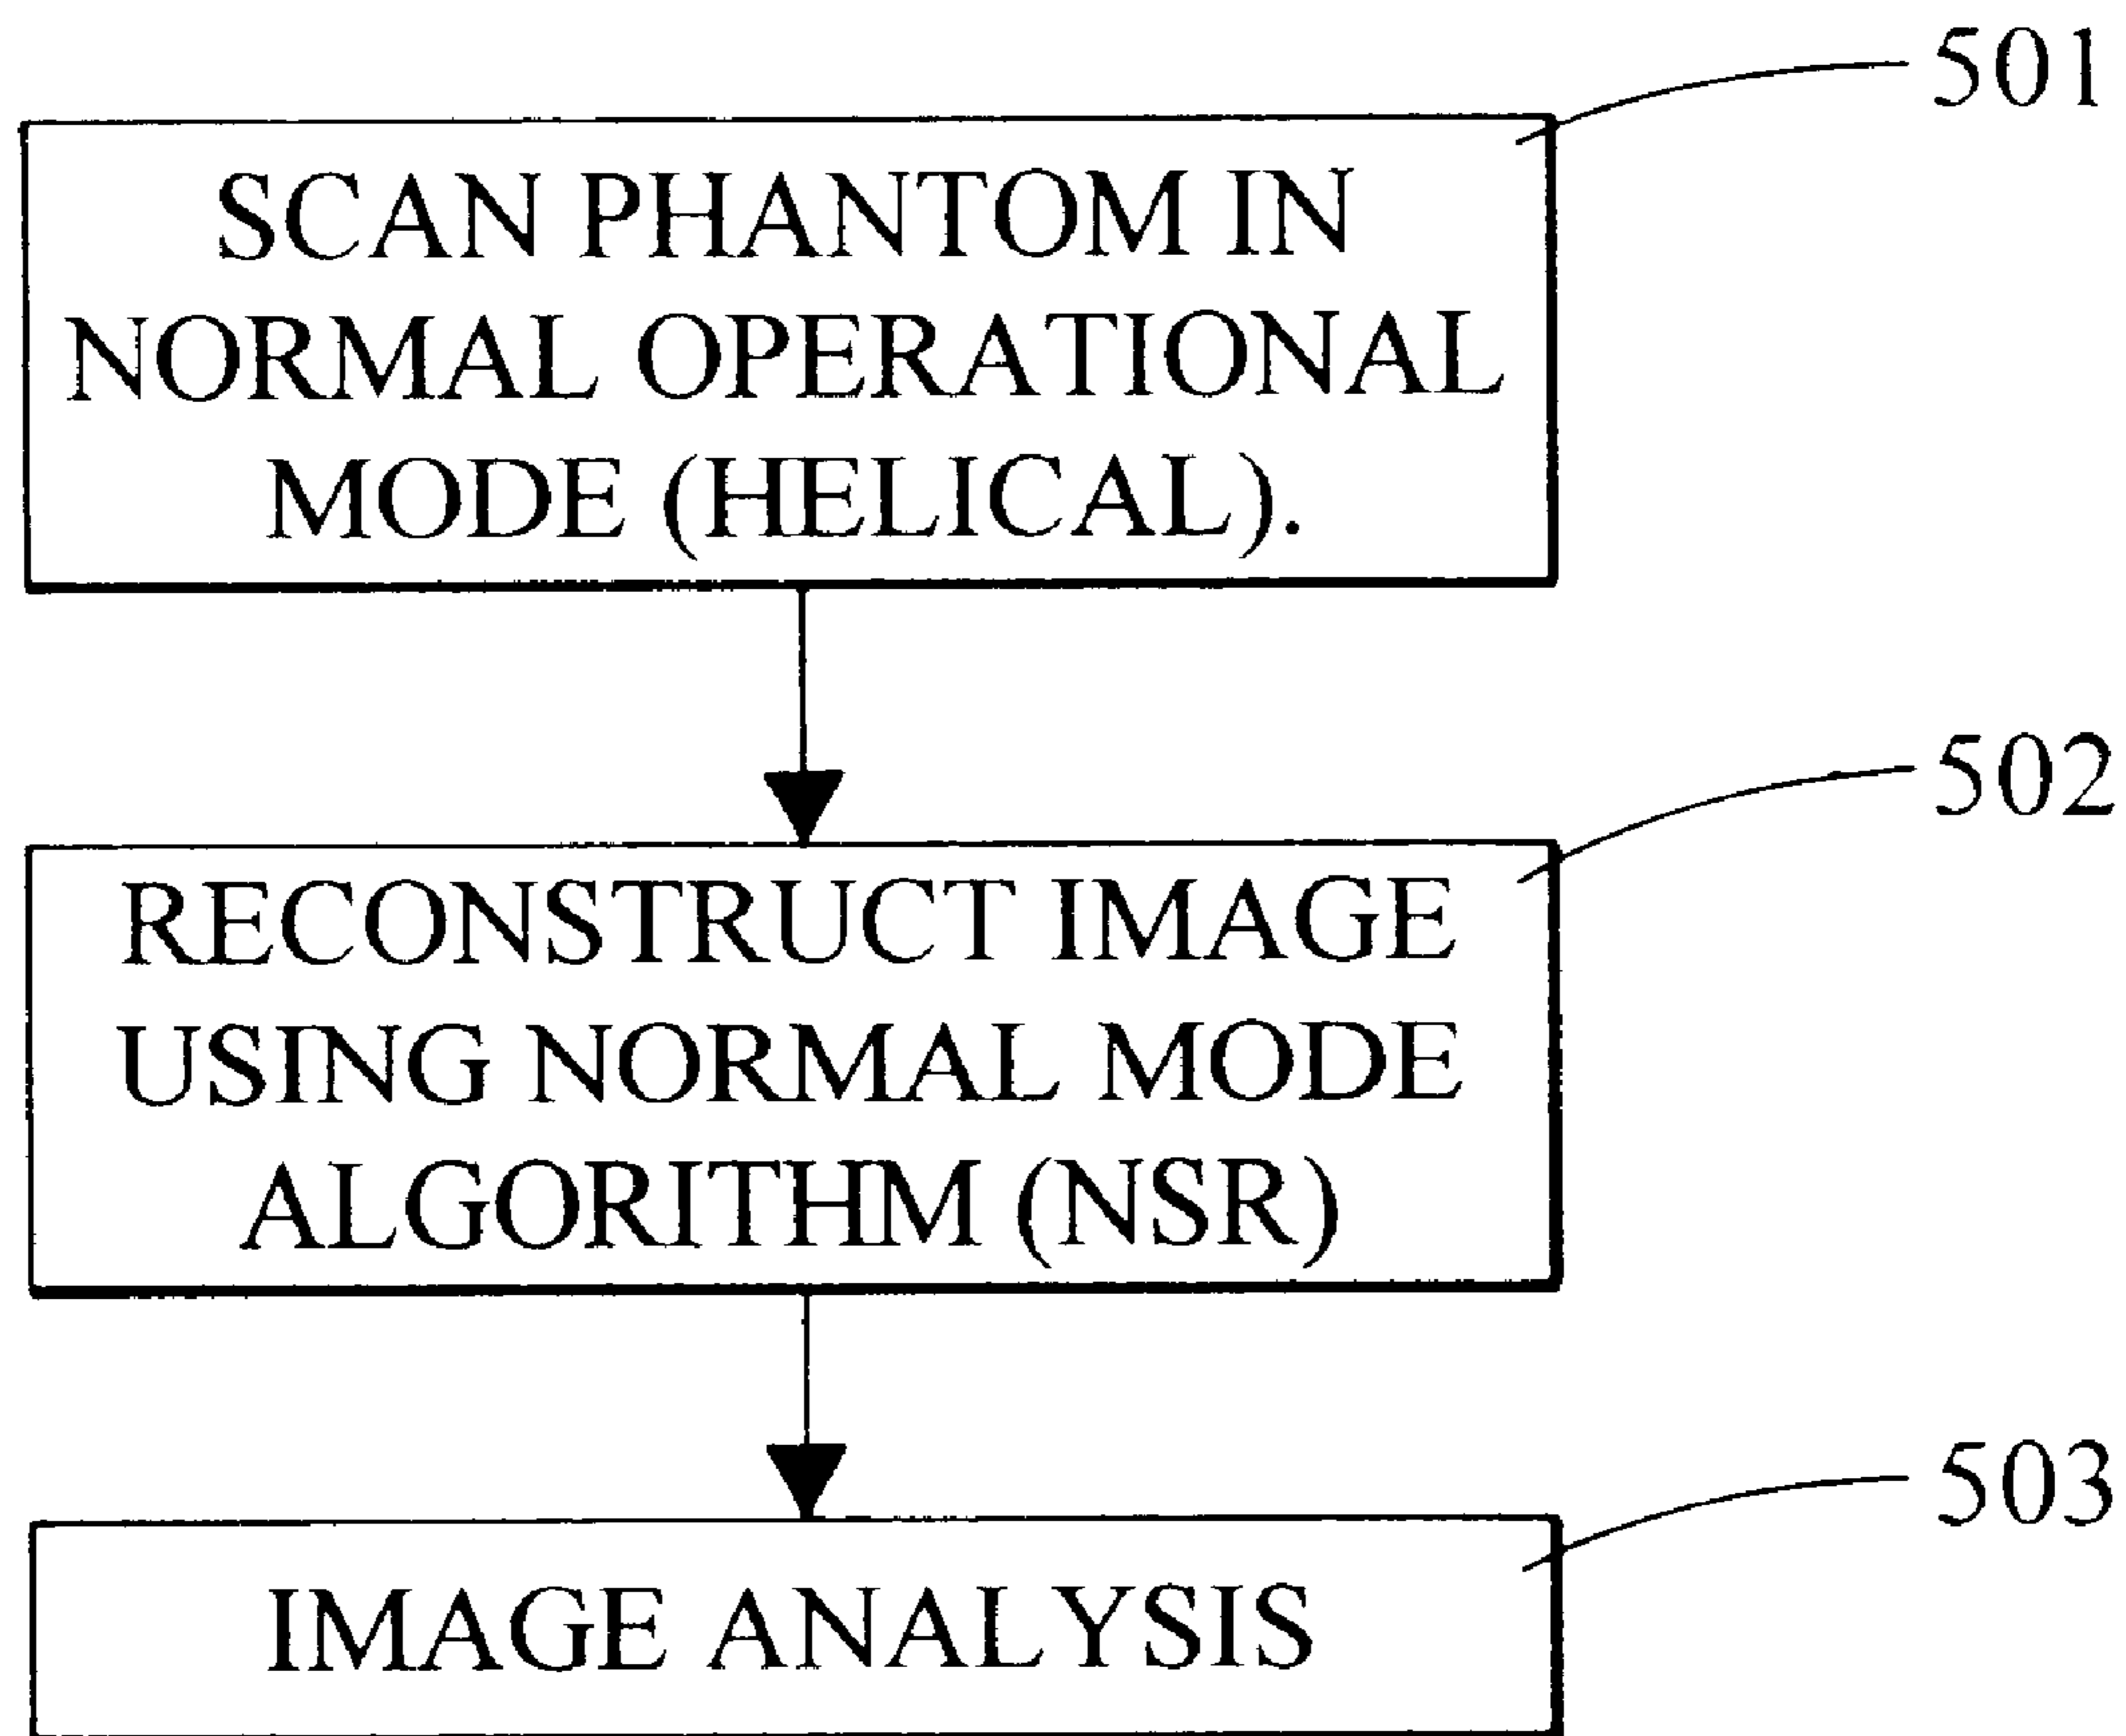 501
SCAN PHANTOM IN
NORMAL OPERATIONAL
MODE (HELICAL).
502
RECONSTRUCT IMAGE
USING NORMAL MODE
ALGORITHM (NSR)
503
IMAGE ANALYSIS